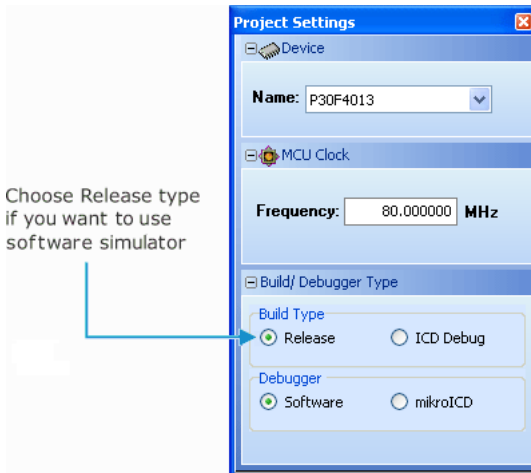 Project Settings
Device
Name: P30F4013
MCU Clock
Frequency: 80.000000 MHz
Choose Release type
if you want to use
software simulator
Build/ Debugger Type
Build Type
Release ICD Debug
Debugger
Software mikroICD